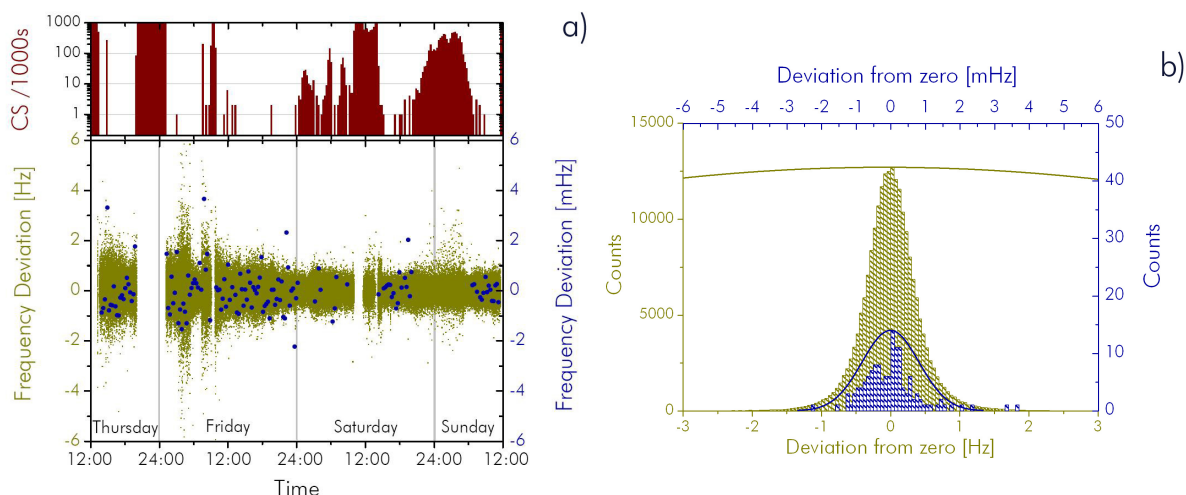 a)
1000
100
10
1
CS /1000s
6
4
2
0
-2
-4
-6
Frequency Deviation [Hz]
6
4
2
0
-2
-4
-6
Frequency Deviation [mHz]
Thursday Friday Saturday Sunday
12:00 24:00 12:00 24:00 12:00 24:00 12:00
Time
b)
Deviation from zero [mHz]
-6 -5 -4 -3 -2 -1 0 1 2 3 4 5 6
15000
10000
5000
0
Counts
50
40
30
20
10
0
Counts
-3 -2 -1 0 1 2 3
Deviation from zero [Hz]